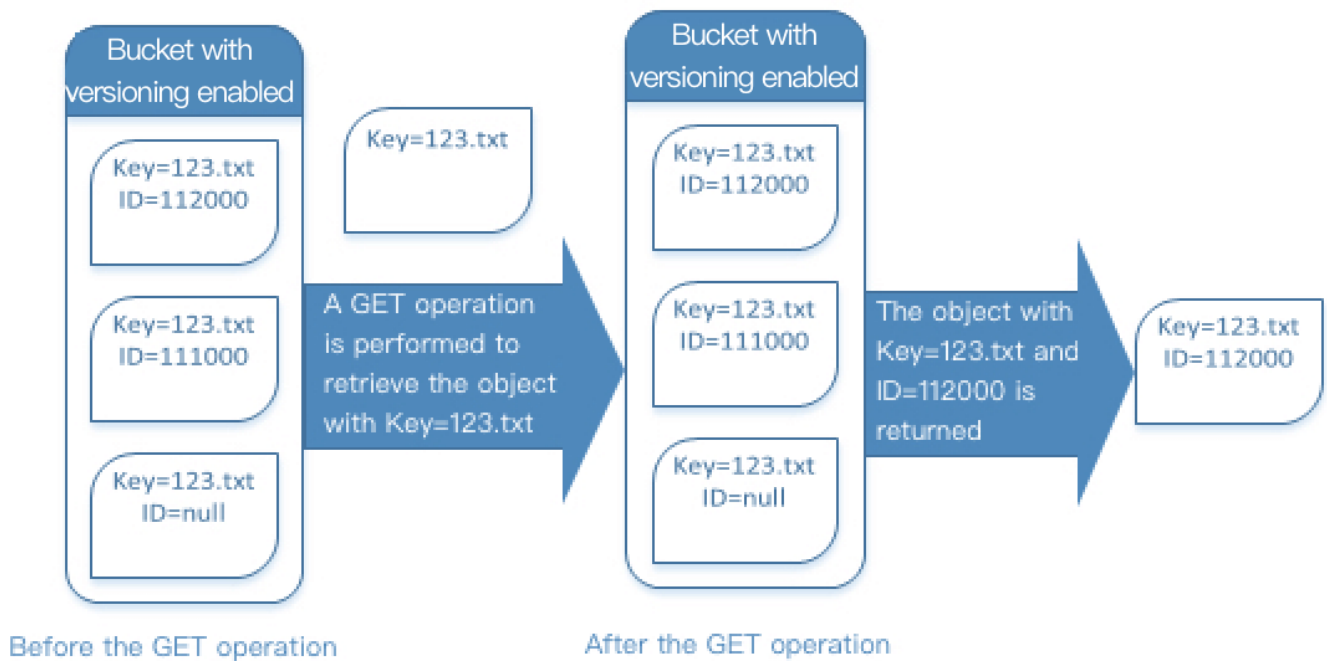 Bucket with
versioning enabled
Key=123.txt
ID=112000
Key=123.txt
ID=111000
Key=123.txt
ID=null
Before the GET operation
Key=123.txt
A GET operation
is performed to
retrieve the object
with Key=123.txt
Bucket with
versioning enabled
Key=123.txt
ID=112000
Key=123.txt
ID=111000
Key=123.txt
ID=null
After the GET operation
The object with
Key=123.txt and
ID=112000 is
returned
Key=123.txt
ID=112000